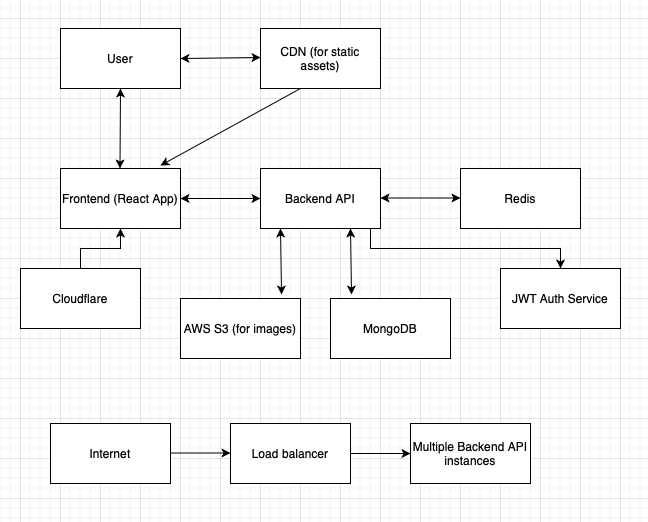 User
CDN (for static
assets)
Frontend (React App)
Backend API
Redis
Cloudflare
AWS S3 (for images)
MongoDB
JWT Auth Service
Internet
Load balancer
Multiple Backend API
instances